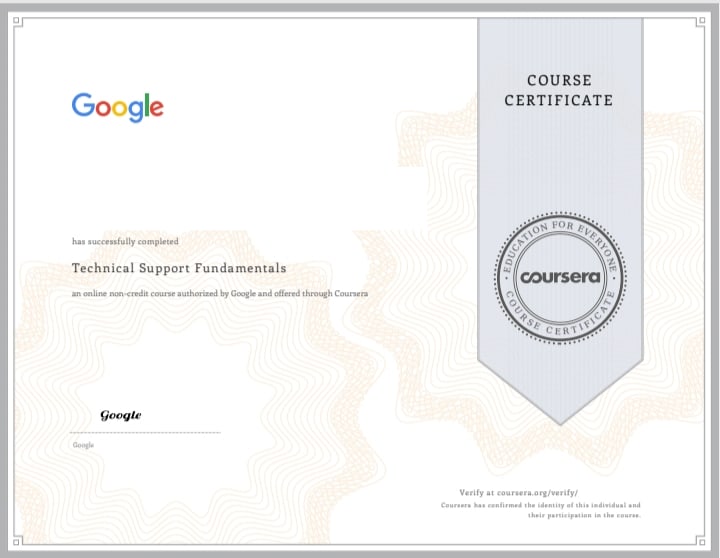 Google
COURSE
CERTIFICATE
has successfully completed
Technical Support Fundamentals
an online non-credit course authorized by Google and offered through Coursera
EDUCATION FOR EVERYONE
coursera
COURSE CERTIFICATE
Google
Google
Verify at coursera.org/verify/
Coursera has confirmed the identity of this individual and
their participation in the course.